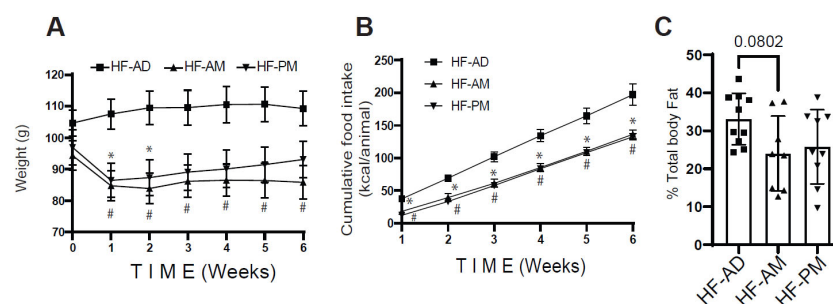 A
HF-AD HF-AM HF-PM
120
110
100
90
80
70
Weight (g)
* *
# # # # # #
0 1 2 3 4 5 6
T I M E (Weeks)
B
HF-AD
HF-AM
HF-PM
250
200
150
100
50
0
Cumulative food intake
(kcal/animal)
* * * * * *
# # # # # #
1 2 3 4 5 6
T I M E (Weeks)
C
0.0802
50
40
30
20
10
0
% Total body Fat
HF-AD
HF-AM
HF-PM